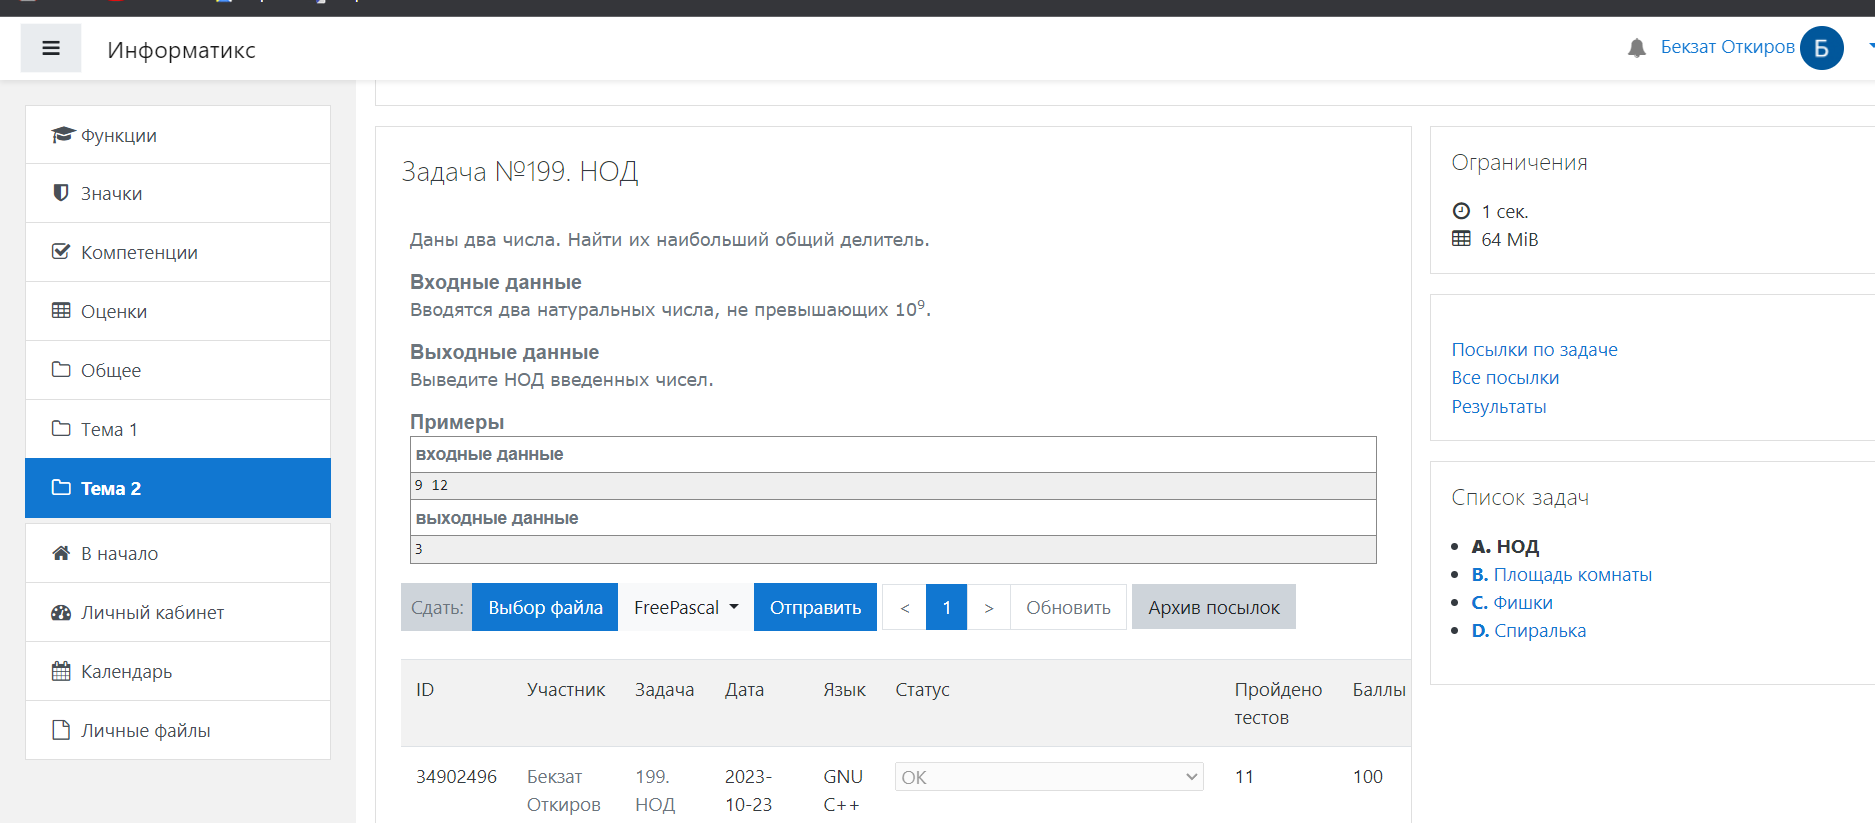 Информатикс
Бекзат Откиров Б
Функции
Значки
Компетенции
Оценки
Общее
Тема 1
Тема 2
В начало
Личный кабинет
Календарь
Личные файлы
Задача №199. НОД
Даны два числа. Найти их наибольший общий делитель.
Входные данные
Вводятся два натуральных числа, не превышающих 10⁹.
Выходные данные
Выведите НОД введенных чисел.
Примеры
входные данные
9 12
выходные данные
3
Сдать: Выбор файла FreePascal Отправить < 1 > Обновить Архив посылок
ID Участник Задача Дата Язык Статус Пройдено тестов Баллы
34902496 Бекзат Откиров 199. НОД 2023-10-23 GNU C++ OK 11 100
Ограничения
1 сек.
64 MiB
Посылки по задаче
Все посылки
Результаты
Список задач
A. НОД
B. Площадь комнаты
C. Фишки
D. Спиралька